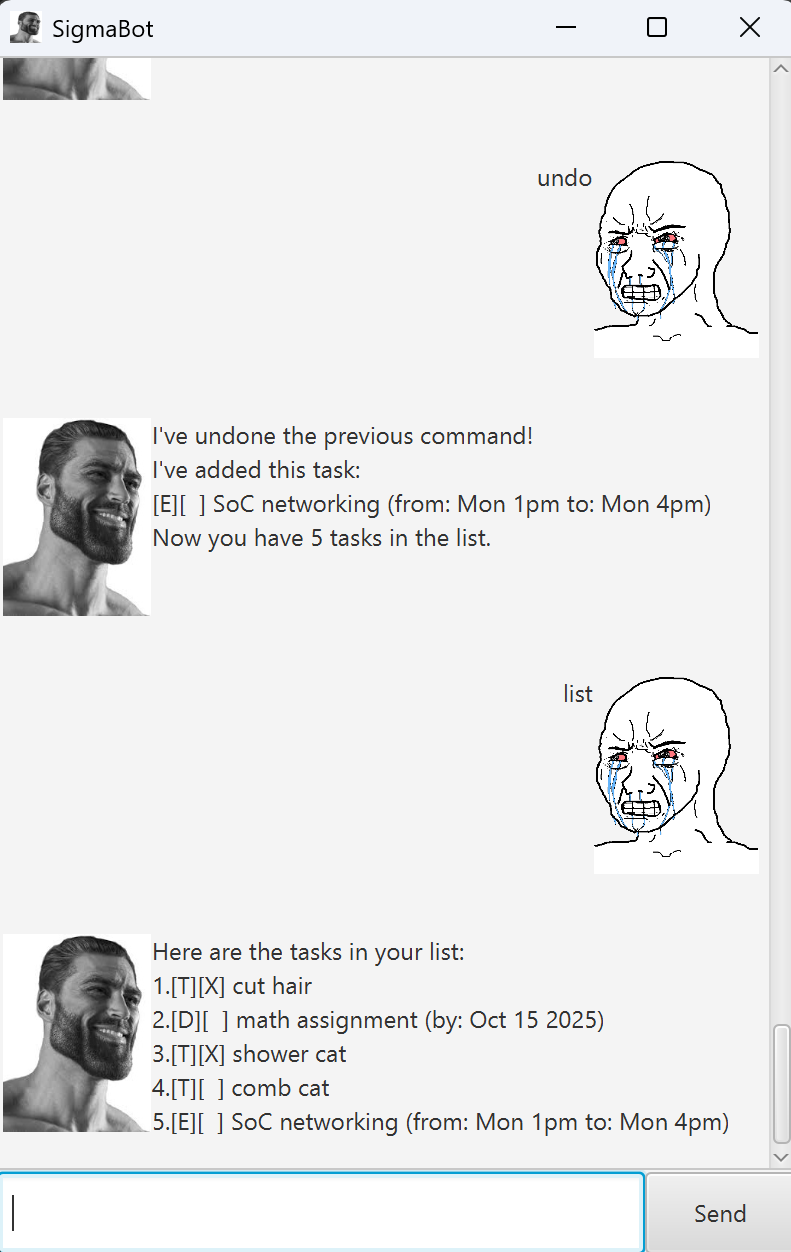 SigmaBot
undo
I've undone the previous command!
I've added this task:
[E][  ] SoC networking (from: Mon 1pm to: Mon 4pm)
Now you have 5 tasks in the list.
list
Here are the tasks in your list:
1.[T][X] cut hair
2.[D][  ] math assignment (by: Oct 15 2025)
3.[T][X] shower cat
4.[T][  ] comb cat
5.[E][  ] SoC networking (from: Mon 1pm to: Mon 4pm)
Send